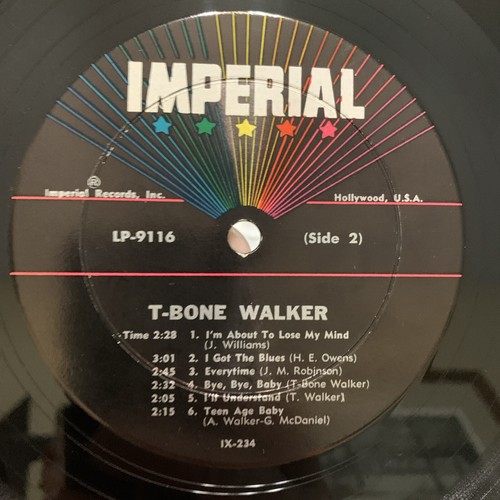 IMPERIAL
® Imperial Records, Inc. Hollywood, U.S.A.
LP-9116 (Side 2)
T-BONE WALKER
Time 2:28 1. I'm About To Lose My Mind
(J. Williams)
3:01 2. I Got The Blues (H. E. Owens)
2:45 3. Everytime (J. M. Robinson)
2:32 4. Bye, Bye, Baby (T-Bone Walker)
2:05 5. I'll Understand (T. Walker)
2:15 6. Teen Age Baby
(A. Walker-G. McDaniel)
IX-234